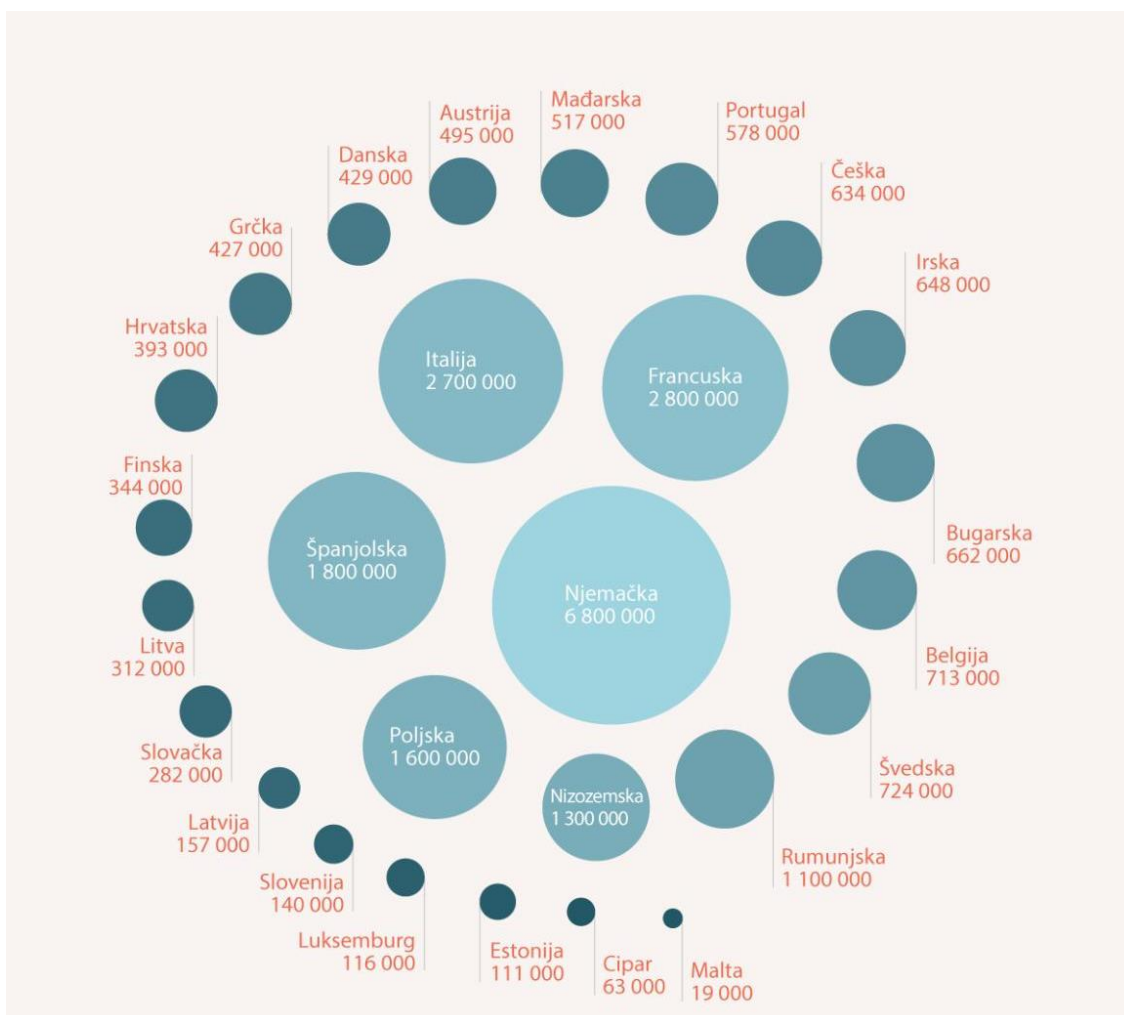 Mađarska
517 000
Portugal
578 000
Austrija
495 000
Danska
429 000
Češka
634 000
Grčka
427 000
Irska
648 000
Hrvatska
393 000
Italija
2 700 000
Francuska
2 800 000
Finska
344 000
Španjolska
1 800 000
Bugarska
662 000
Njemačka
6 800 000
Litva
312 000
Belgija
713 000
Slovačka
282 000
Poljska
1 600 000
Švedska
724 000
Nizozemska
1 300 000
Latvija
157 000
Rumunjska
1 100 000
Slovenija
140 000
Luksemburg
116 000
Estonija
111 000
Cipar
63 000
Malta
19 000